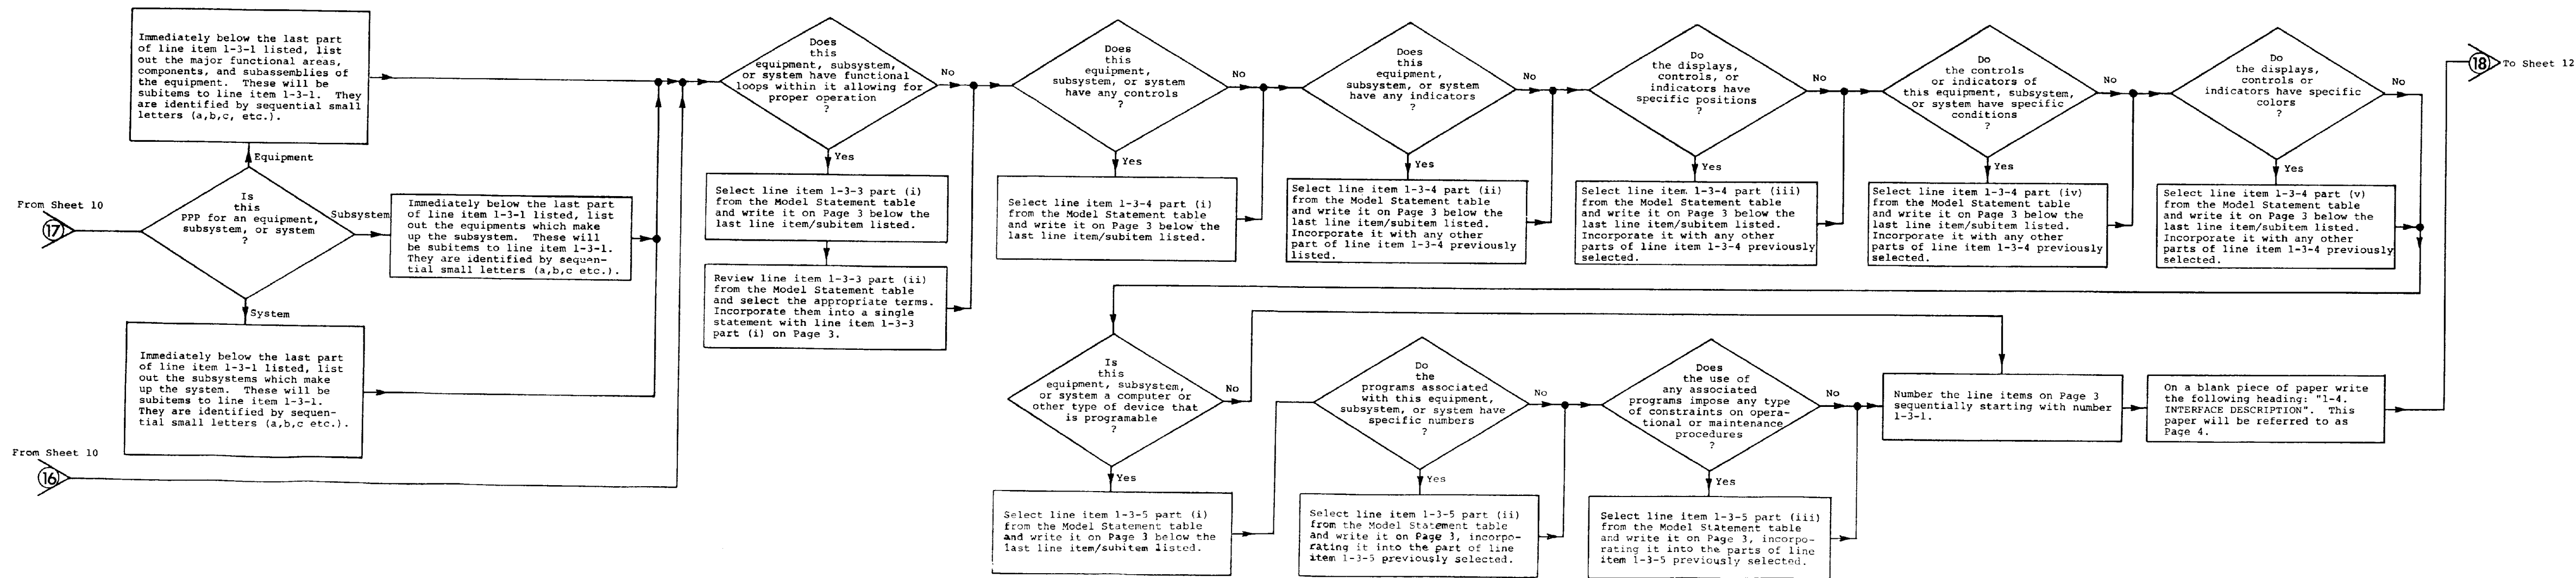 Immediately below the last part
of line item 1-3-1 listed, list
out the major functional areas,
components, and subassemblies of
the equipment. These will be
subitems to line item 1-3-1. They
are identified by sequential small
letters (a,b,c, etc.).
Equipment
From Sheet 10
17
Is
this
PPP for an equipment,
subsystem, or system
?
Subsystem
Immediately below the last part
of line item 1-3-1 listed, list
out the equipments which make
up the subsystem. These will
be subitems to line item 1-3-1.
They are identified by sequen-
tial small letters (a,b,c etc.).
System
Immediately below the last part
of line item 1-3-1 listed, list
out the subsystems which make
up the system. These will be
subitems to line item 1-3-1.
They are identified by sequen-
tial small letters (a,b,c etc.).
From Sheet 10
16
Does
this
equipment, subsystem,
or system have functional
loops within it allowing for
proper operation
?
No
Yes
Select line item 1-3-3 part (i)
from the Model Statement table
and write it on Page 3 below the
last line item/subitem listed.
Review line item 1-3-3 part (ii)
from the Model Statement table
and select the appropriate terms.
Incorporate them into a single
statement with line item 1-3-3
part (i) on Page 3.
Does
this
equipment,
subsystem, or system
have any controls
?
No
Yes
Select line item 1-3-4 part (i)
from the Model Statement table
and write it on Page 3 below the
last line item/subitem listed.
Does
this
equipment,
subsystem, or system
have any indicators
?
No
Yes
Select line item 1-3-4 part (ii)
from the Model Statement table
and write it on Page 3 below the
last line item/subitem listed.
Incorporate it with any other
part of line item 1-3-4 previously
listed.
Do
the displays,
controls, or
indicators have
specific positions
?
No
Yes
Select line item 1-3-4 part (iii)
from the Model Statement table
and write it on Page 3 below the
last line item/subitem listed.
Incorporate it with any other
parts of line item 1-3-4 previously
selected.
Do
the controls
or indicators of
this equipment, subsystem,
or system have specific
conditions
?
No
Yes
Select line item 1-3-4 part (iv)
from the Model Statement table
and write it on Page 3 below the
last line item/subitem listed.
Incorporate it with any other
parts of line item 1-3-4 previously
selected.
Do
the displays,
controls or
indicators have specific
colors
?
No
Yes
Select line item 1-3-4 part (v)
from the Model Statement table
and write it on Page 3 below the
last line item/subitem listed.
Incorporate it with any other
parts of line item 1-3-4 previously
selected.
18
To Sheet 12
Is
this
equipment, subsystem,
or system a computer or
other type of device that
is programable
?
No
Yes
Select line item 1-3-5 part (i)
from the Model Statement table
and write it on Page 3 below the
last line item/subitem listed.
Do
the
programs associated
with this equipment,
subsystem, or system have
specific numbers
?
No
Yes
Select line item 1-3-5 part (ii)
from the Model Statement table
and write it on Page 3, incorpo-
rating it into the part of line
item 1-3-5 previously selected.
Does
the use of
any associated
programs impose any type
of constraints on opera-
tional or maintenance
procedures
?
No
Yes
Select line item 1-3-5 part (iii)
from the Model Statement table
and write it on Page 3, incorpo-
rating it into the parts of line
item 1-3-5 previously selected.
Number the line items on Page 3
sequentially starting with number
1-3-1.
On a blank piece of paper write
the following heading: "1-4.
INTERFACE DESCRIPTION". This
paper will be referred to as
Page 4.